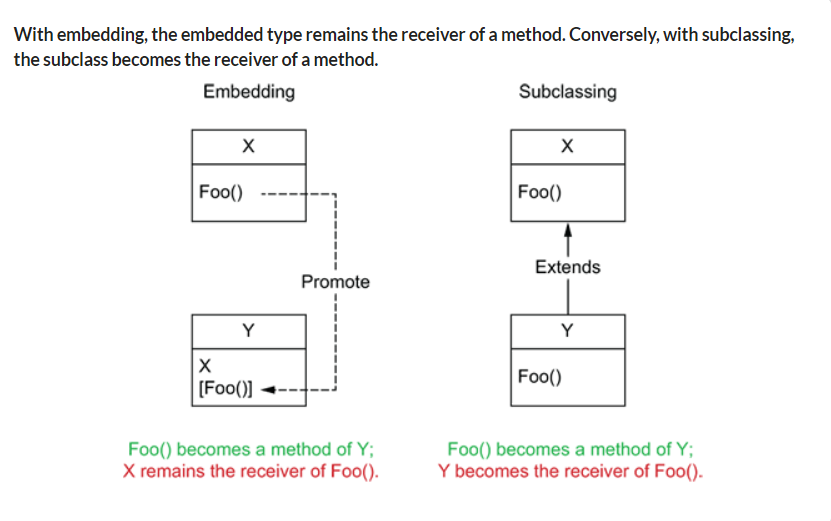 With embedding, the embedded type remains the receiver of a method. Conversely, with subclassing,
the subclass becomes the receiver of a method.
Embedding
X
Foo()
Promote
Y
X
[Foo()]
Foo() becomes a method of Y;
X remains the receiver of Foo().
Subclassing
X
Foo()
Extends
Y
Foo()
Foo() becomes a method of Y;
Y becomes the receiver of Foo().